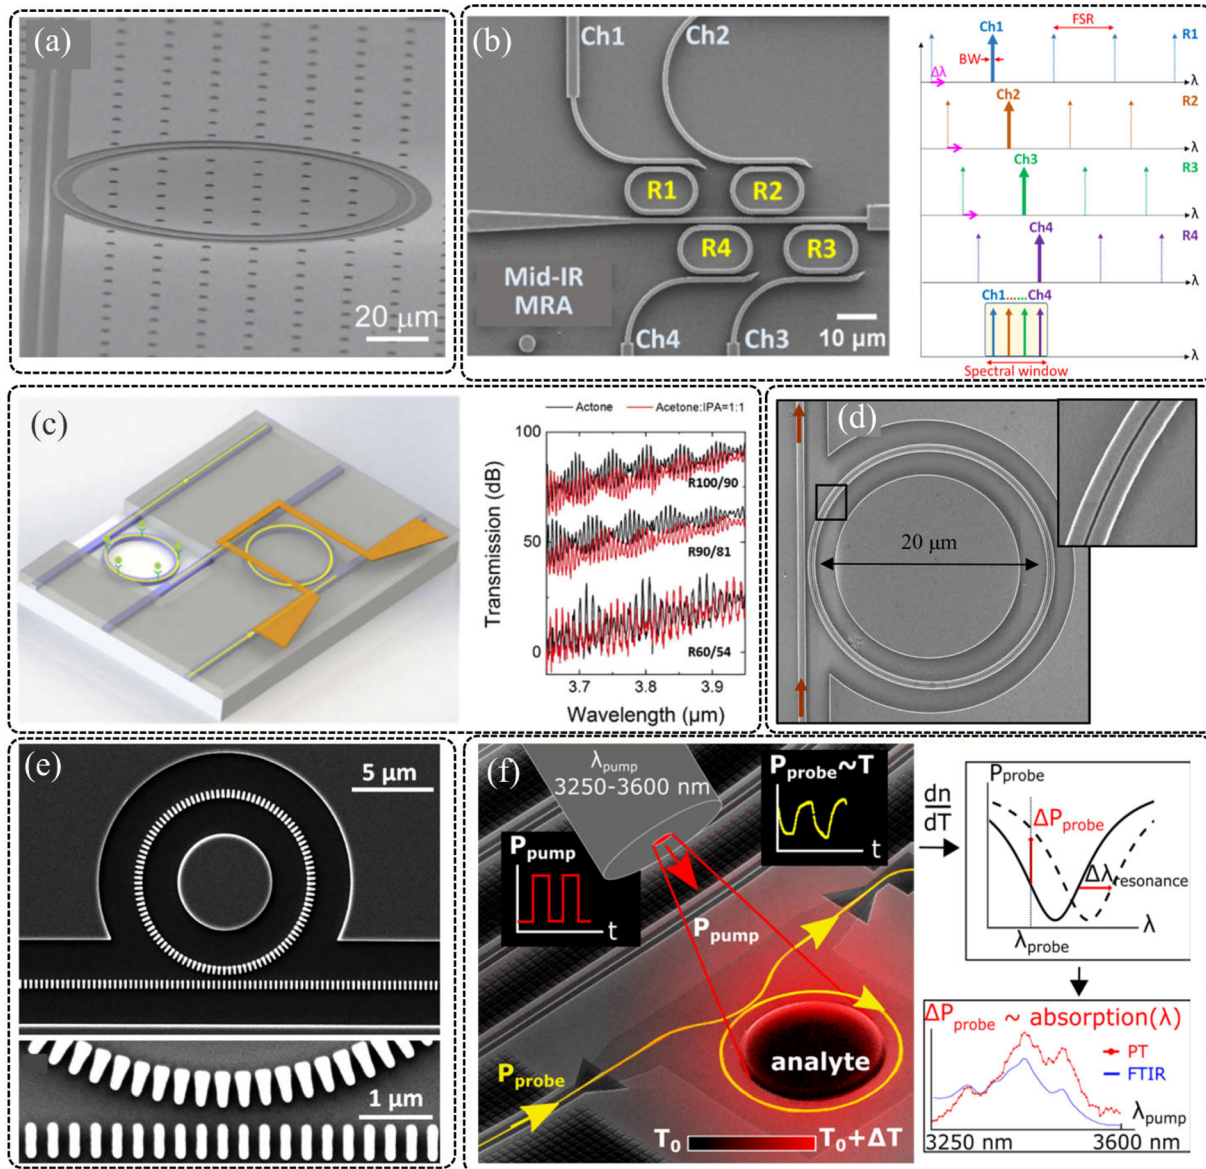 (a)
20 μm
(b)
Ch1
Ch2
R1
R2
R4
R3
Mid-IR
MRA
Ch4
Ch3
10 μm
Ch1
FSR
R1
BW
Δλ
λ
Ch2
R2
λ
Ch3
R3
λ
Ch4
R4
λ
Ch1......Ch4
λ
Spectral window
(c)
Actone
Acetone:IPA=1:1
Transmission (dB)
100
50
0
R100/90
R90/81
R60/54
3.7
3.8
3.9
Wavelength (μm)
(d)
20 μm
(e)
5 μm
1 μm
(f)
λpump
3250-3600 nm
Pprobe~T
t
Ppump
t
Ppump
Pprobe
analyte
T0
T0+ΔT
dn
dT
Pprobe
ΔPprobe
Δλresonance
λprobe
λ
ΔPprobe ~ absorption(λ)
PT
FTIR
λpump
3250 nm
3600 nm